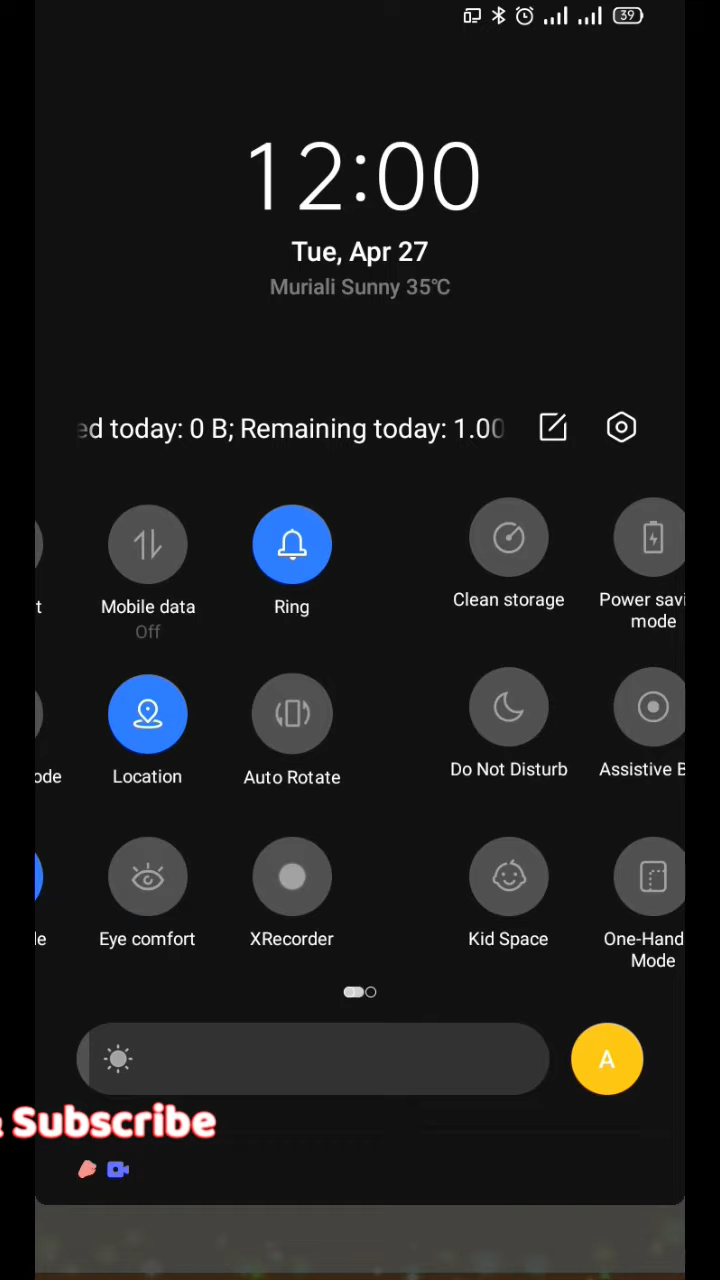 39
12:00
Tue, Apr 27
Muriali Sunny 35℃
ed today: 0 B; Remaining today: 1.00
t
Mobile data
Off
Ring
Clean storage
Power savi
mode
ode
Location
Auto Rotate
Do Not Disturb
Assistive B
le
Eye comfort
XRecorder
Kid Space
One-Hand
Mode
A
Subscribe